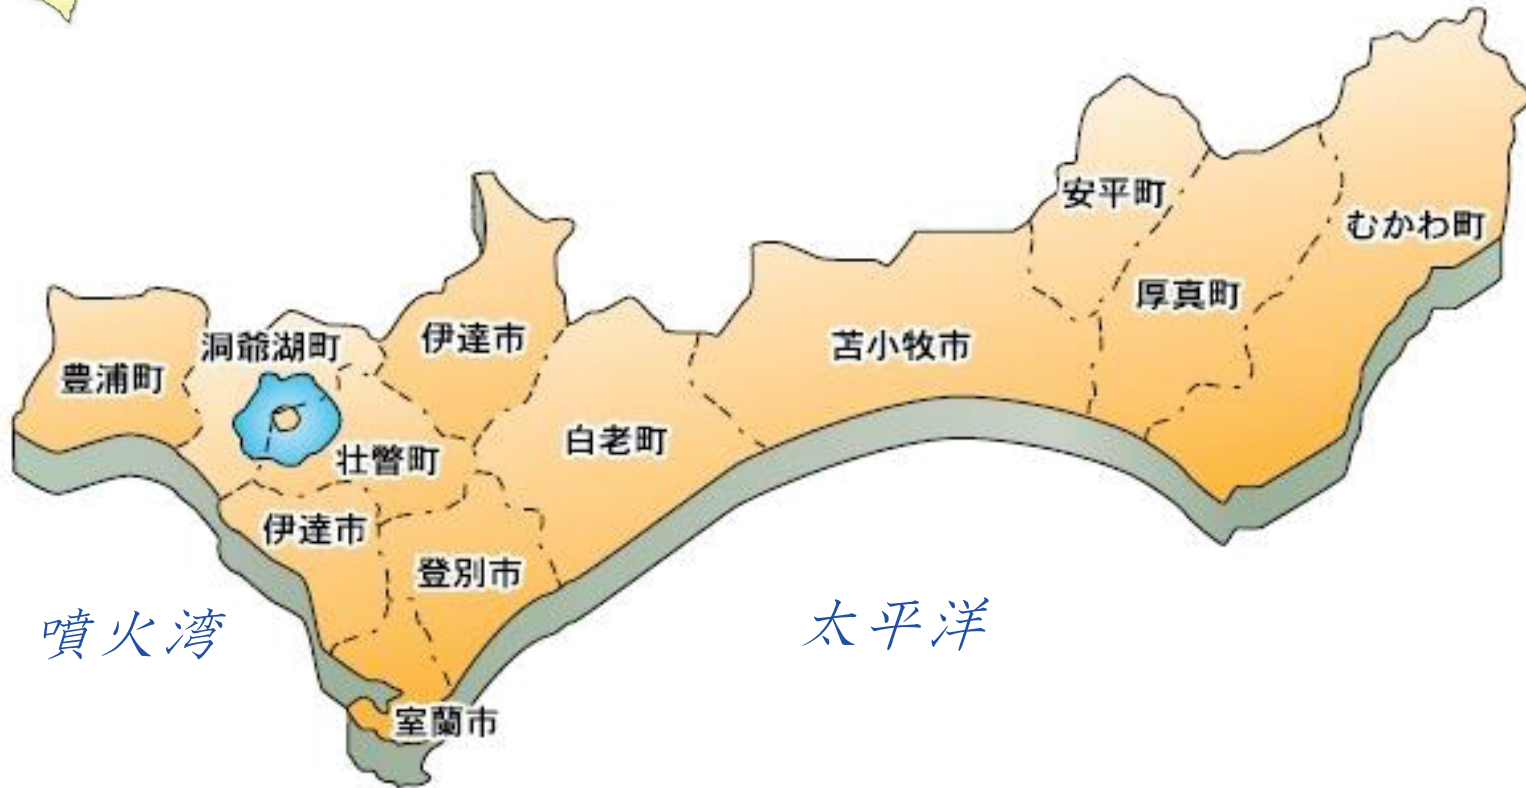 安平町
むかわ町
厚真町
伊達市
洞爺湖町
苫小牧市
豊浦町
白老町
壮瞥町
伊達市
登別市
噴火湾
太平洋
室蘭市